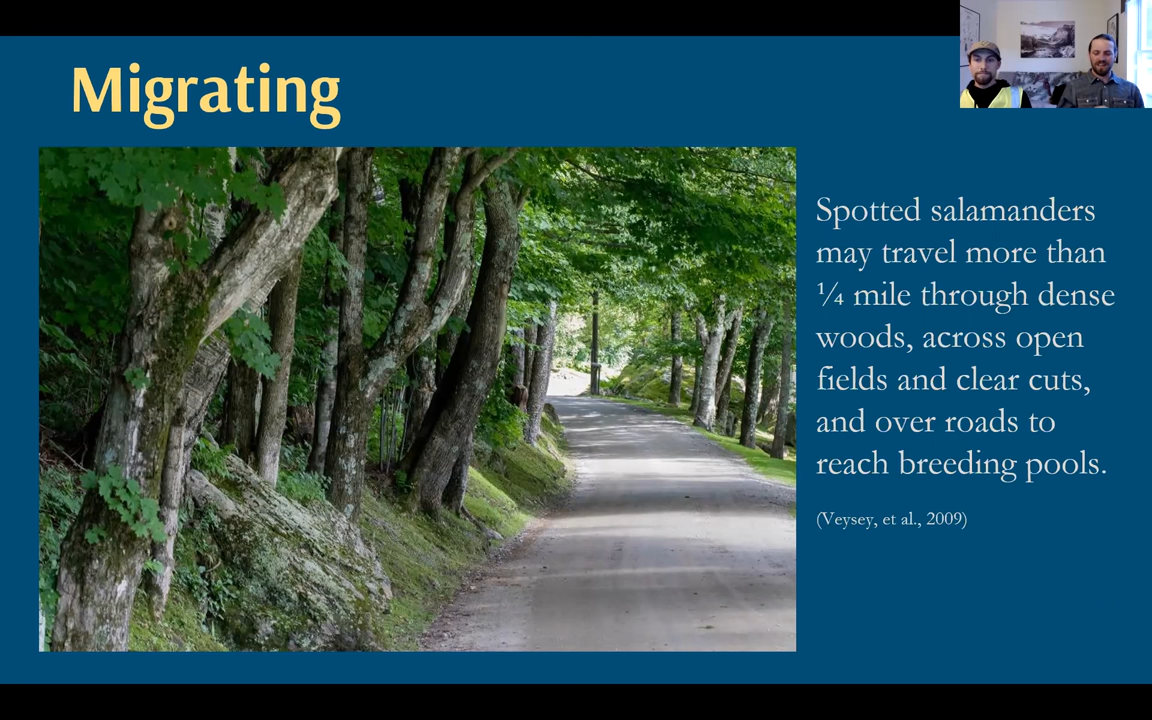 Migrating
Spotted salamanders
may travel more than
¼ mile through dense
woods, across open
fields and clear cuts,
and over roads to
reach breeding pools.
(Veysey, et al., 2009)